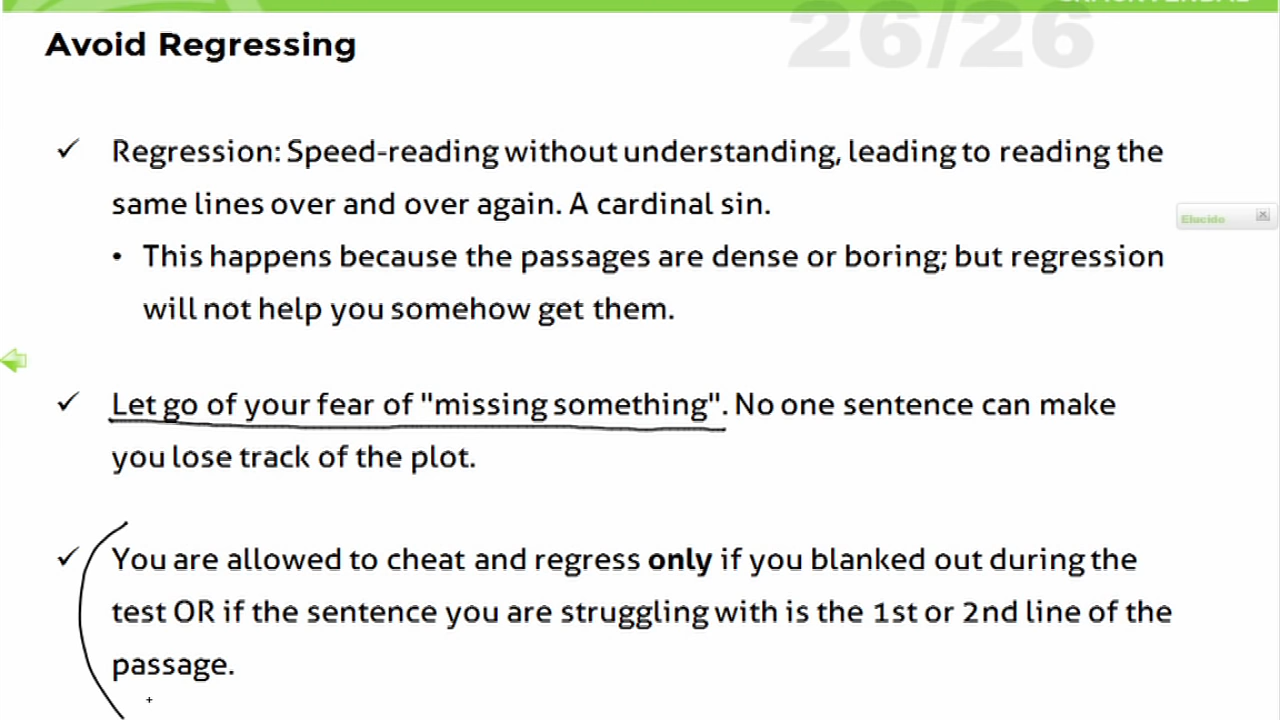 26/26
Avoid Regressing
Regression: Speed-reading without understanding, leading to reading the
same lines over and over again. A cardinal sin.
This happens because the passages are dense or boring; but regression
will not help you somehow get them.
Let go of your fear of "missing something". No one sentence can make
you lose track of the plot.
You are allowed to cheat and regress only if you blanked out during the
test OR if the sentence you are struggling with is the 1st or 2nd line of the
passage.
Elucido